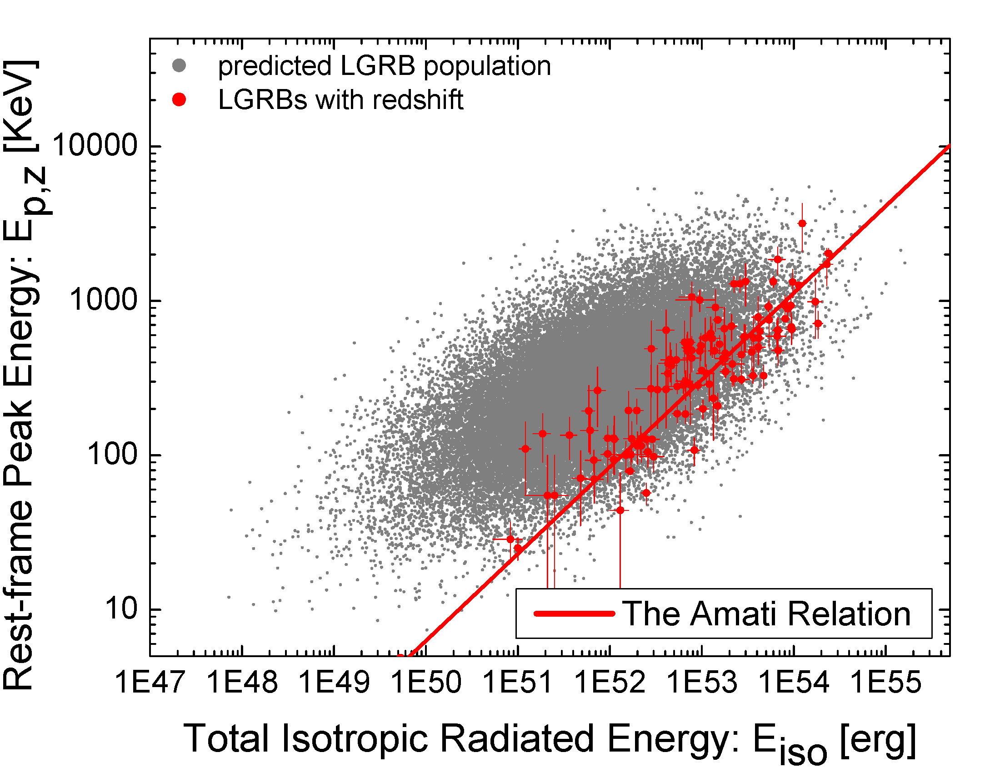 predicted LGRB population
LGRBs with redshift
Rest-frame Peak Energy: Ep,z [KeV]
10000
1000
100
10
The Amati Relation
1E47 1E48 1E49 1E50 1E51 1E52 1E53 1E54 1E55
Total Isotropic Radiated Energy: Eiso [erg]